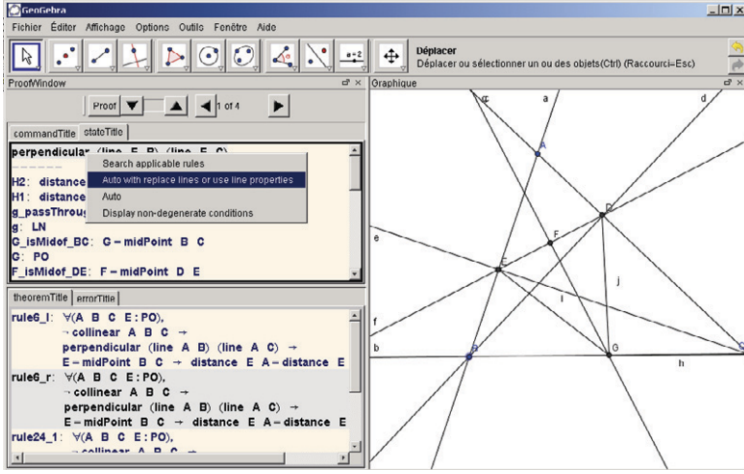 GeoGebra
Fichier Éditer Affichage Options Outils Fenêtre Aide
a=2
Déplacer
Déplacer ou sélectionner un ou des objets(Ctrl) (Raccourci=Esc)
ProofWindow
Graphique
Proof
1 of 4
commandTitle stateTitle
perpendicular (line F B) (line F C)
Search applicable rules
Auto with replace lines or use line properties
Auto
Display non-degenerate conditions
H2: distance
H1: distance
g_passThroug
g: LN
G_isMidof_BC: G=midPoint B C
G: PO
F_isMidof_DE: F=midPoint D E
theoremTitle errorTitle
rule6_l: ∀(A B C E:PO),
¬ collinear A B C →
perpendicular (line A B) (line A C) →
E=midPoint B C → distance E A=distance E
rule6_r: ∀(A B C E:PO),
¬ collinear A B C →
perpendicular (line A B) (line A C) →
E=midPoint B C → distance E A=distance E
rule24_1: ∀(A B C E:PO),
¬ collinear A B C →
a
d
A
D
F
E
e
j
i
f
b
B
G
h
C